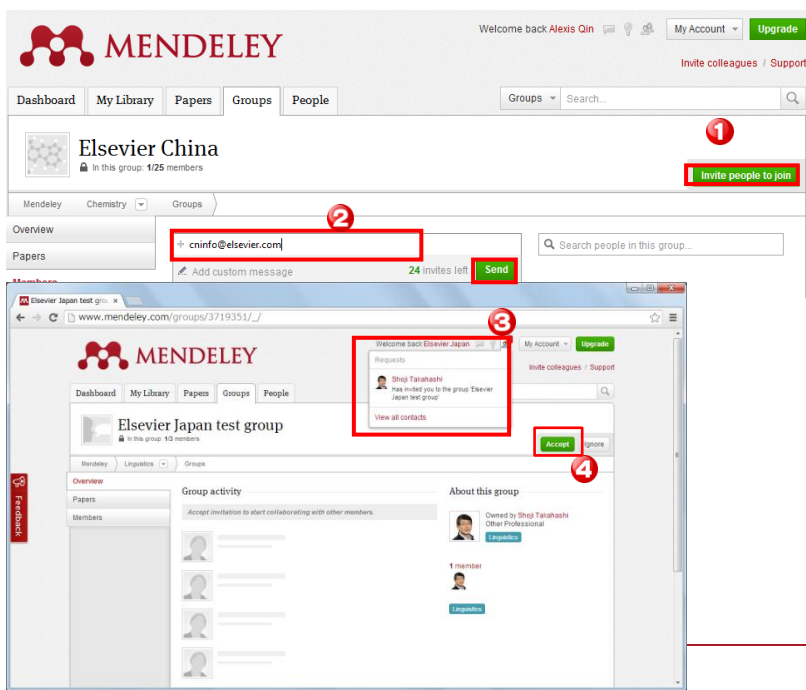 MENDELEY
Welcome back Alexis Qin
My Account
Upgrade
Invite colleagues / Support
Dashboard
My Library
Papers
Groups
People
Groups
Search...
1
Elsevier China
In this group: 1/25 members
Invite people to join
Mendeley
Chemistry
Groups
Overview
Papers
Members
2
cninfo@elsevier.com
Add custom message
24 invites left
Send
Search people in this group...
Elsevier Japan test grou
www.mendeley.com/groups/3719351/_/
3
MENDELEY
Welcome back Elsevier Japan
My Account
Upgrade
Invite colleagues / Support
Requests
Shoji Takahashi
Has invited you to the group 'Elsevier
Japan test group'
View all contacts
Dashboard
My Library
Papers
Groups
People
Elsevier Japan test group
In this group: 1/3 members
Accept
Ignore
4
Mendeley
Linguistics
Groups
Overview
Papers
Members
Feedback
Group activity
Accept invitation to start collaborating with other members.
About this group
Owned by Shoji Takahashi
Other Professional
Linguistics
1 member
Linguistics